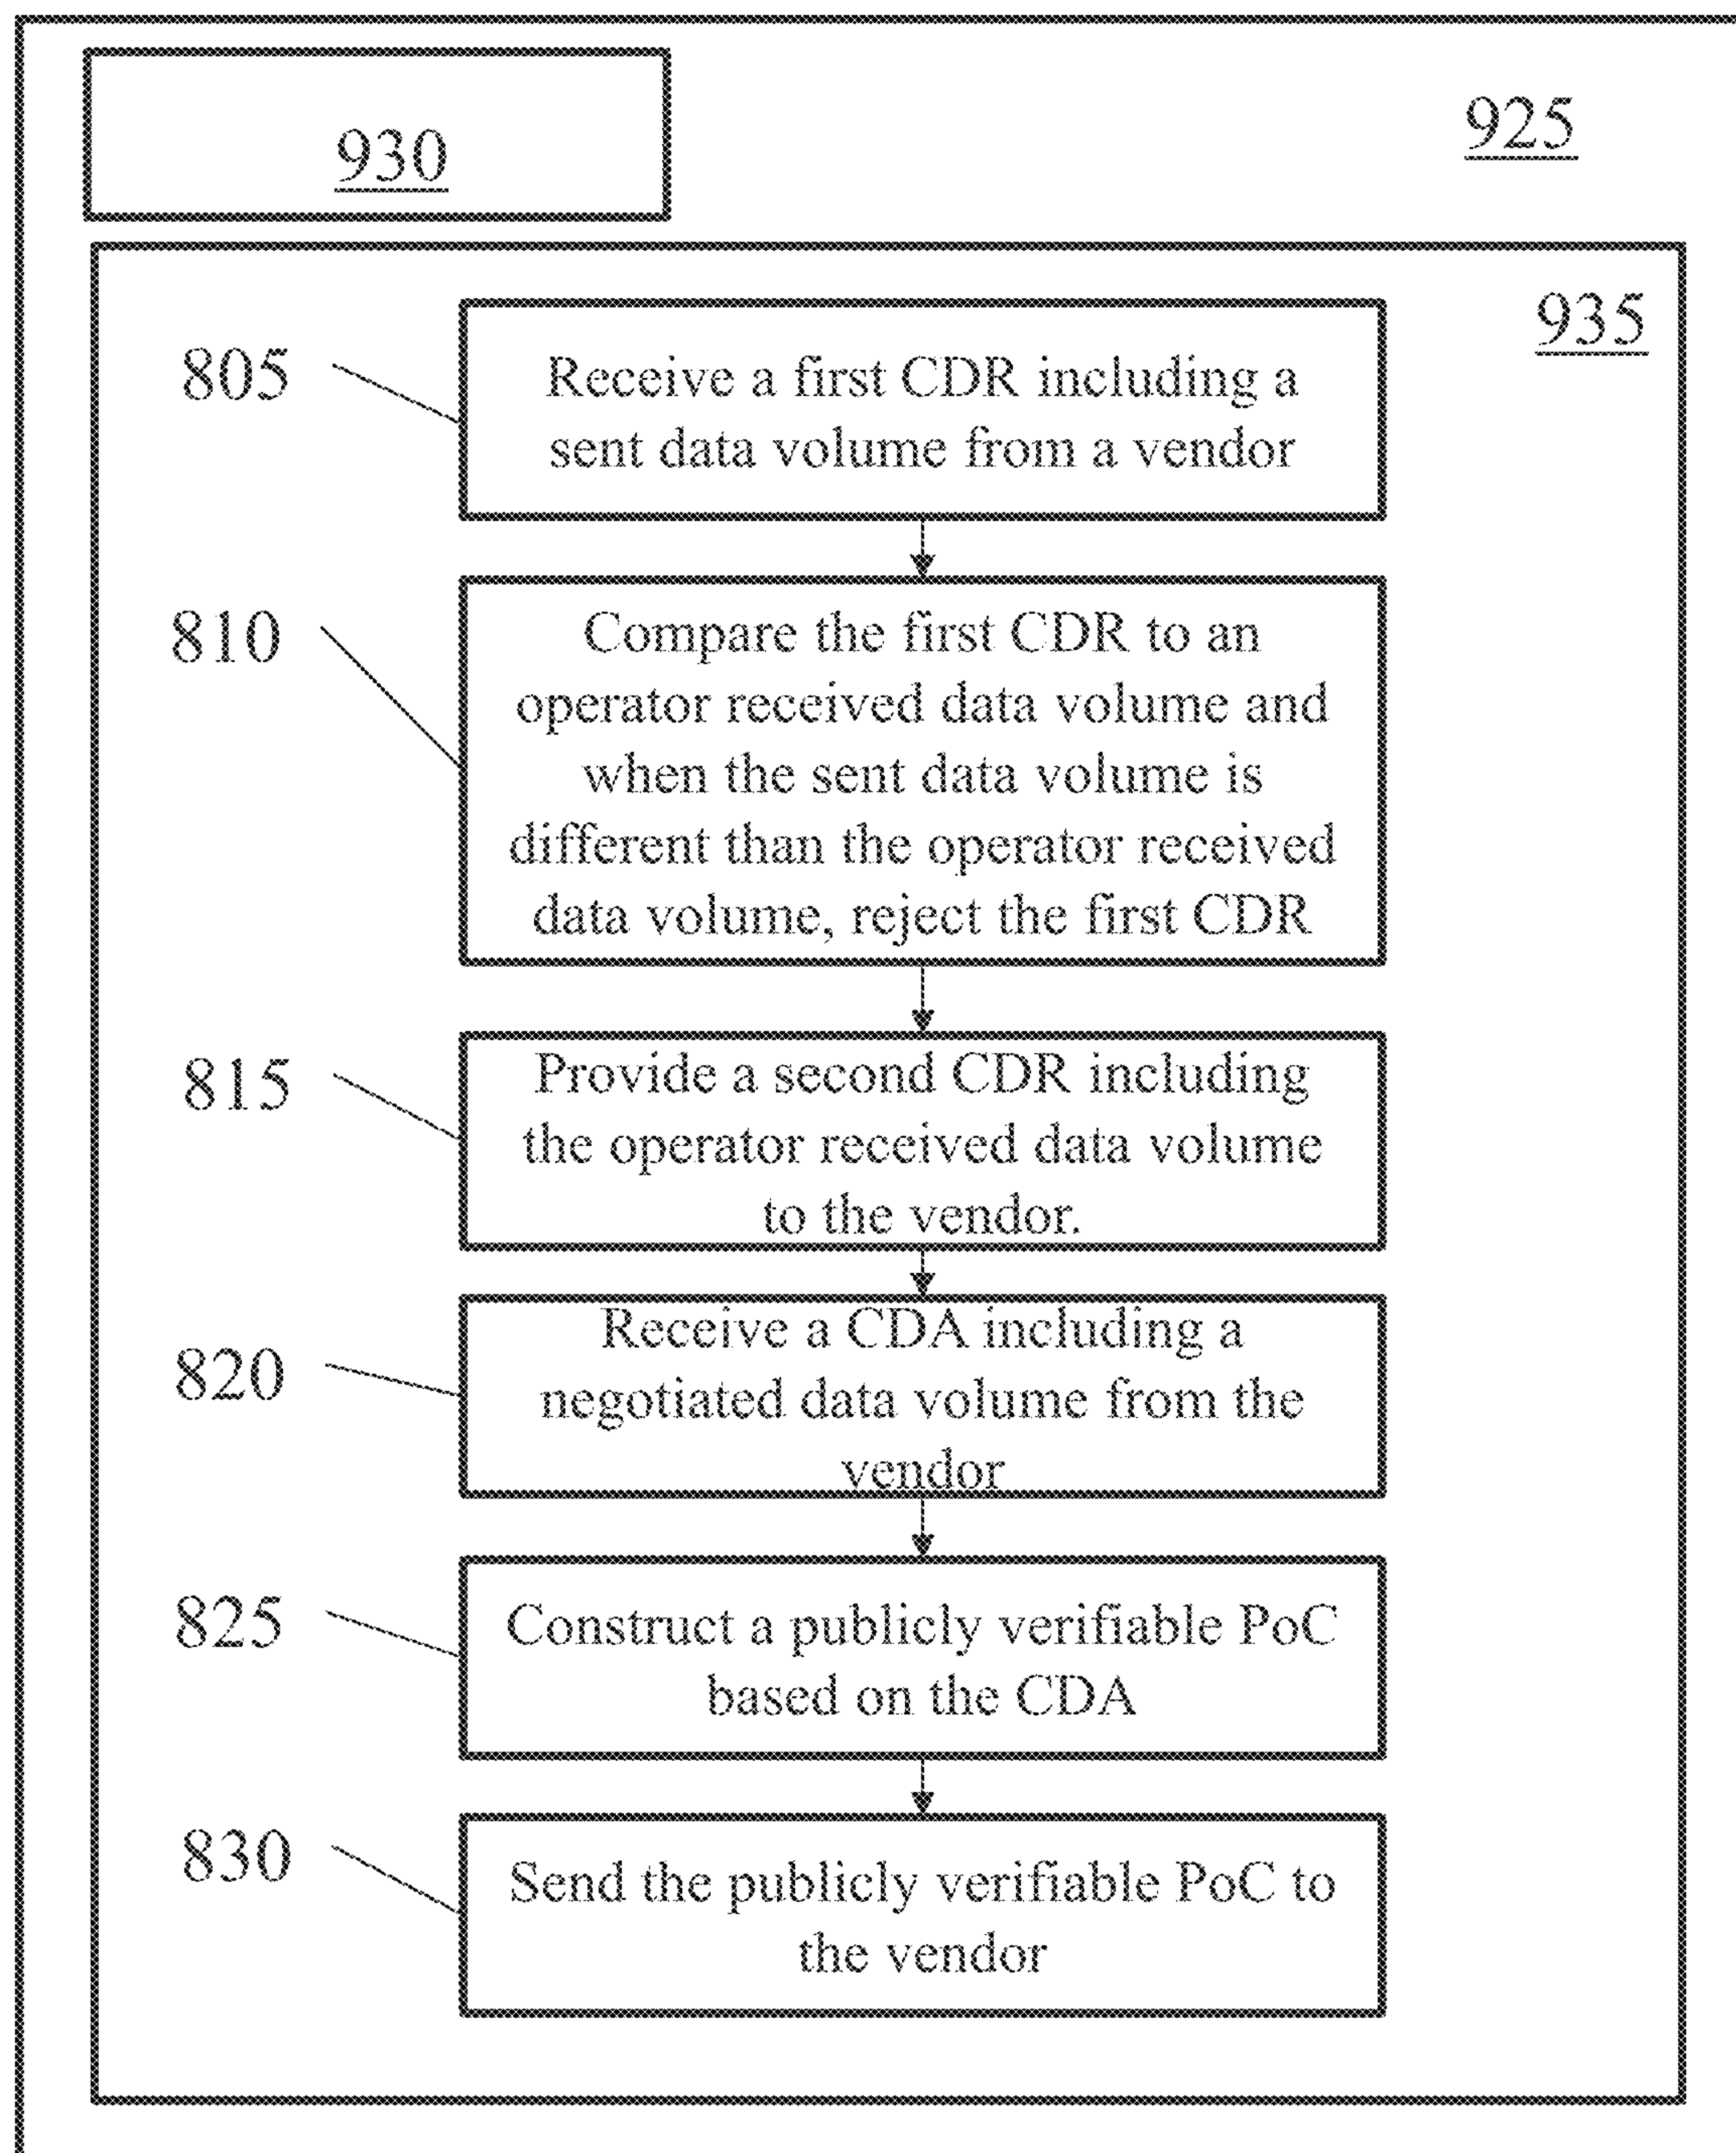 930
925
935
805
Receive a first CDR including a
sent data volume from a vendor
810
Compare the first CDR to an
operator received data volume and
when the sent data volume is
different than the operator received
data volume, reject the first CDR
815
Provide a second CDR including
the operator received data volume
to the vendor.
820
Receive a CDA including a
negotiated data volume from the
vendor
825
Construct a publicly verifiable PoC
based on the CDA
830
Send the publicly verifiable PoC to
the vendor